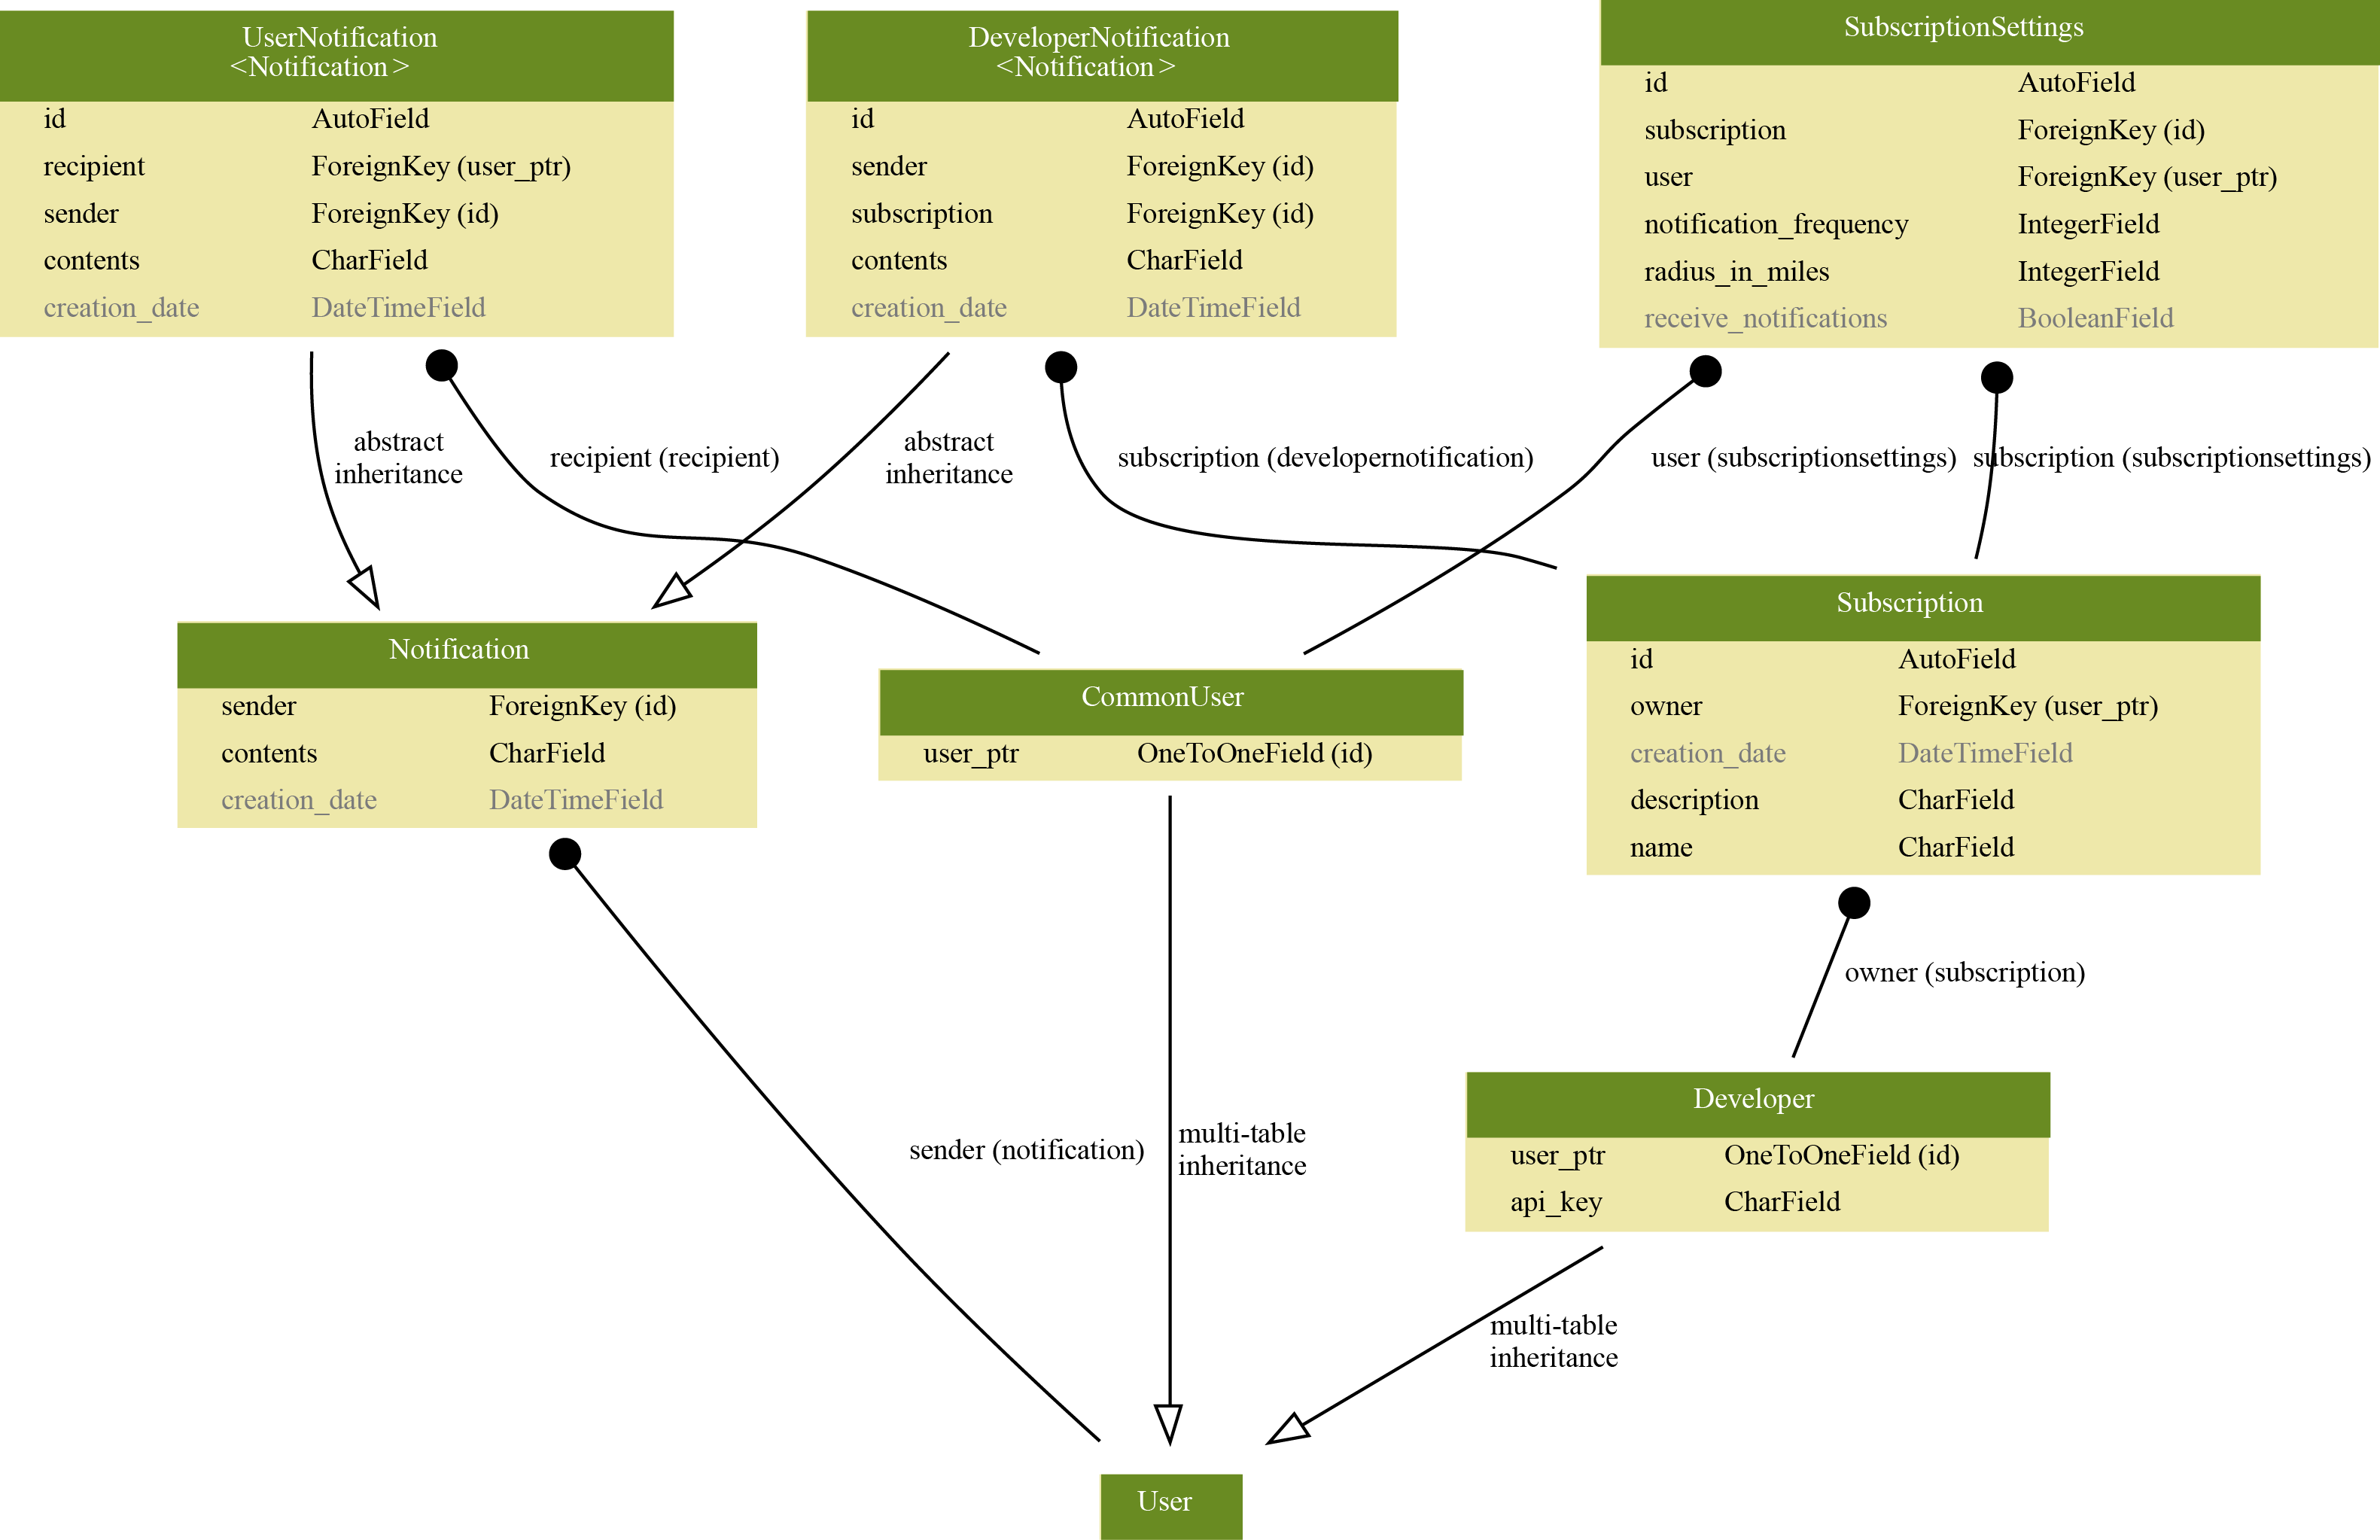 UserNotification
<Notification>
id AutoField
recipient ForeignKey (user_ptr)
sender ForeignKey (id)
contents CharField
creation_date DateTimeField
DeveloperNotification
<Notification>
id AutoField
sender ForeignKey (id)
subscription ForeignKey (id)
contents CharField
creation_date DateTimeField
SubscriptionSettings
id AutoField
subscription ForeignKey (id)
user ForeignKey (user_ptr)
notification_frequency IntegerField
radius_in_miles IntegerField
receive_notifications BooleanField
abstract
inheritance
recipient (recipient)
abstract
inheritance
subscription (developernotification)
user (subscriptionsettings)
subscription (subscriptionsettings)
Notification
sender ForeignKey (id)
contents CharField
creation_date DateTimeField
CommonUser
user_ptr OneToOneField (id)
Subscription
id AutoField
owner ForeignKey (user_ptr)
creation_date DateTimeField
description CharField
name CharField
owner (subscription)
Developer
user_ptr OneToOneField (id)
api_key CharField
sender (notification)
multi-table
inheritance
multi-table
inheritance
User